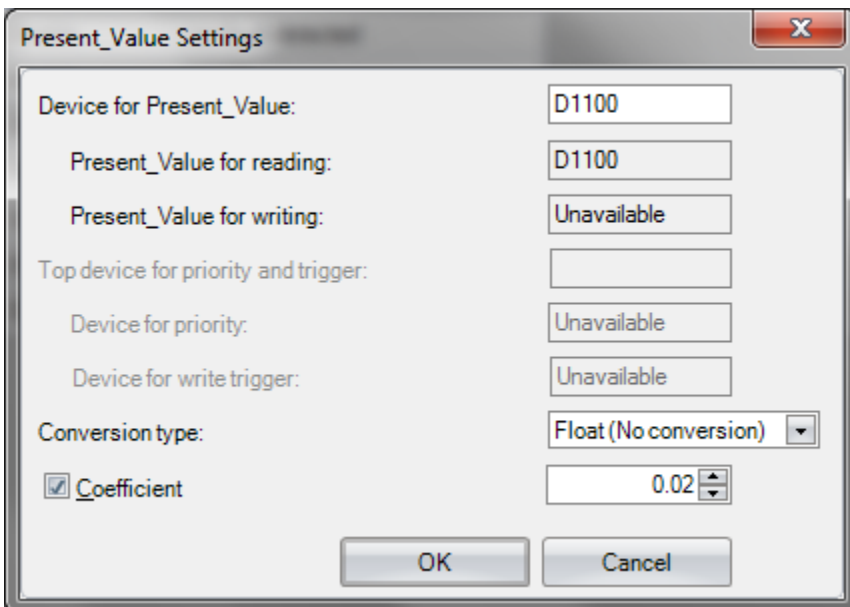 Present_Value Settings
Device for Present_Value: D1100
Present_Value for reading: D1100
Present_Value for writing: Unavailable
Top device for priority and trigger:
Device for priority: Unavailable
Device for write trigger: Unavailable
Conversion type: Float (No conversion)
Coefficient 0.02
OK Cancel